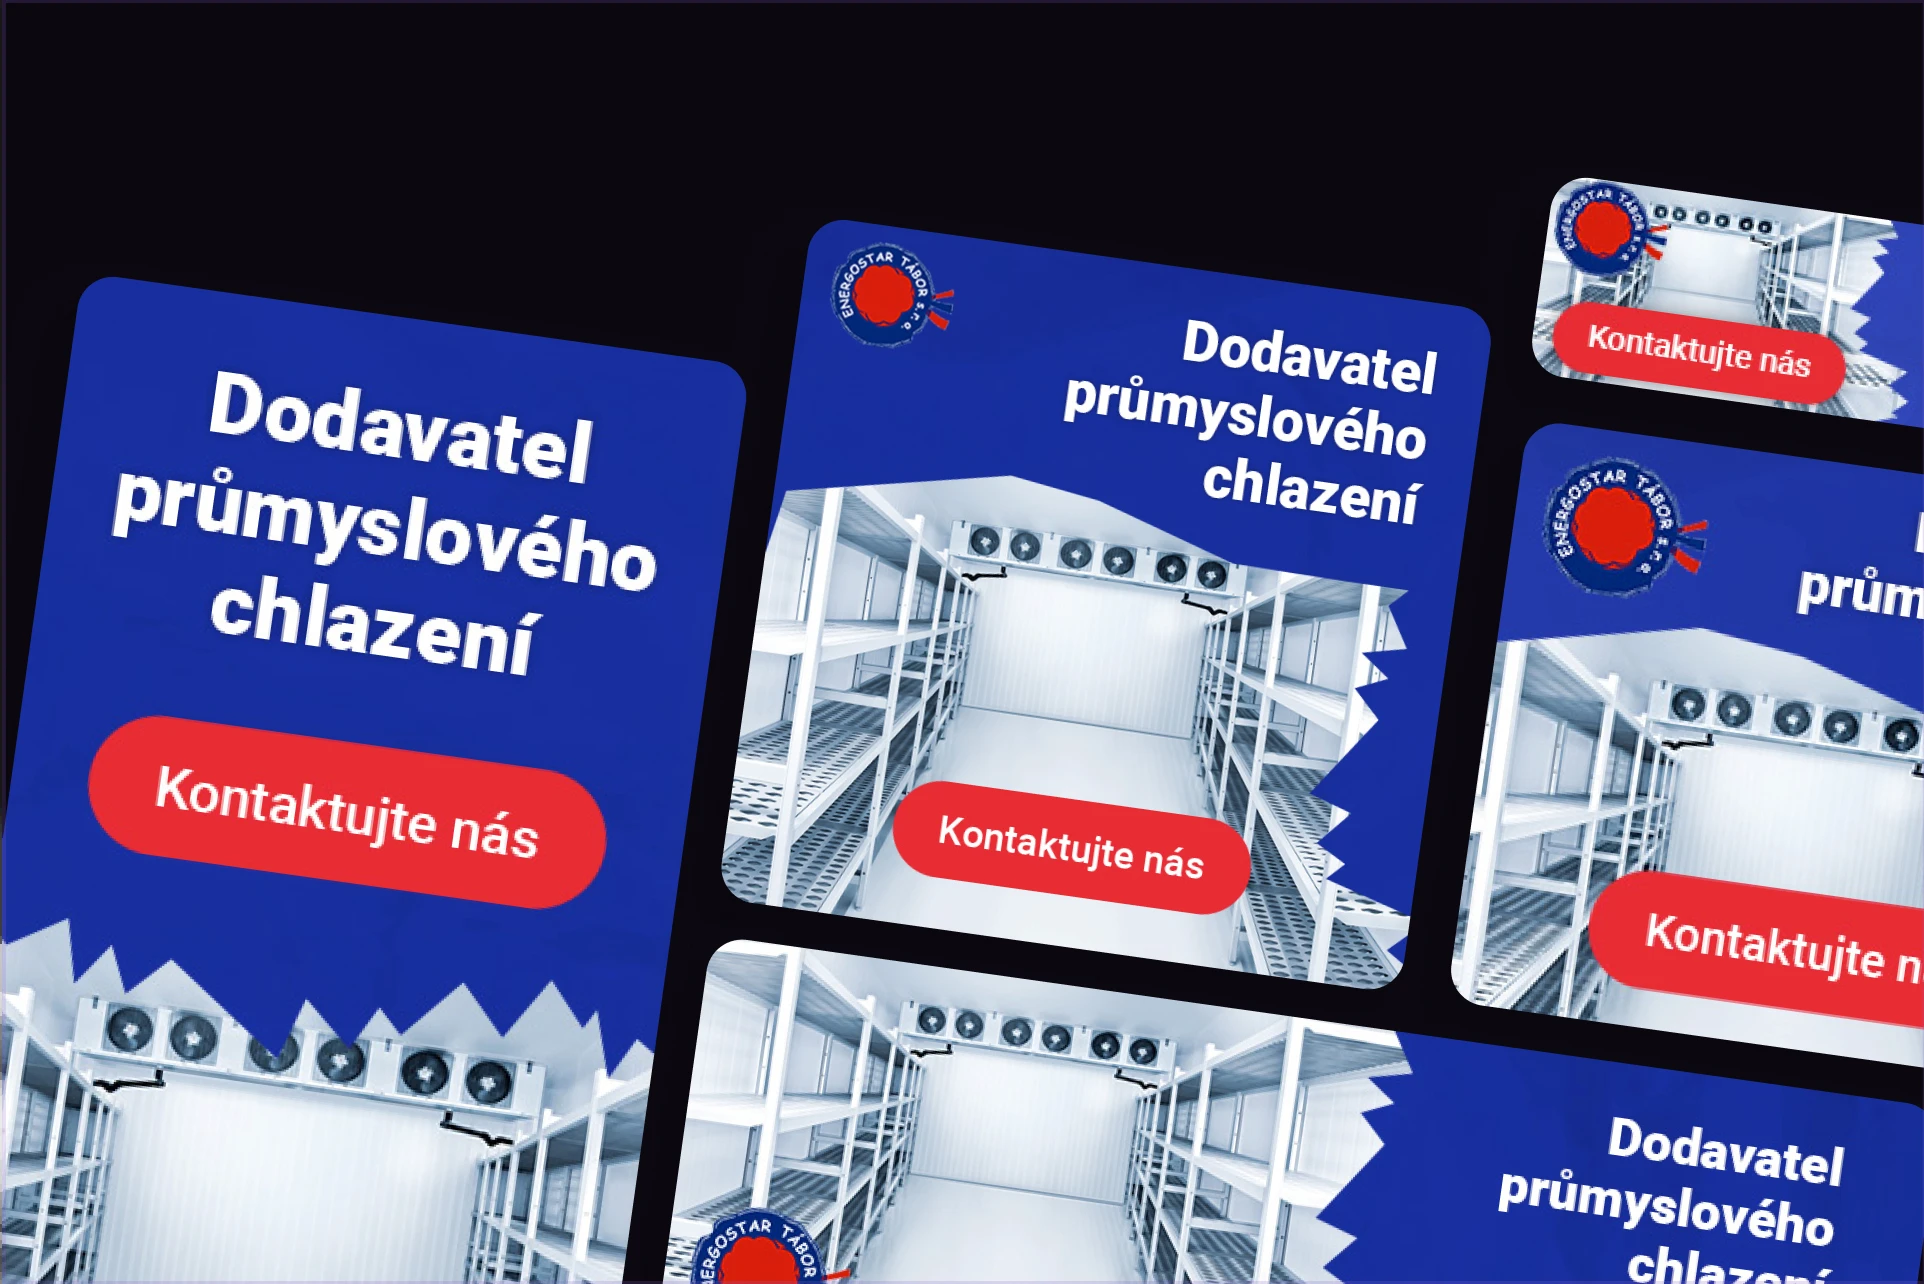 Dodavatel
průmyslového
chlazení
Kontaktujte nás
ENERGOSTAR TÁBOR s.r.o.
Dodavatel
průmyslového
chlazení
Kontaktujte nás
ENERGOSTAR TÁBOR s.r.o.
Kontaktujte nás
ENERGOSTAR TÁBOR s.r.o.
prům
Kontaktujte n
ENERGOSTAR TÁBOR
Dodavatel
průmyslového
chlazení